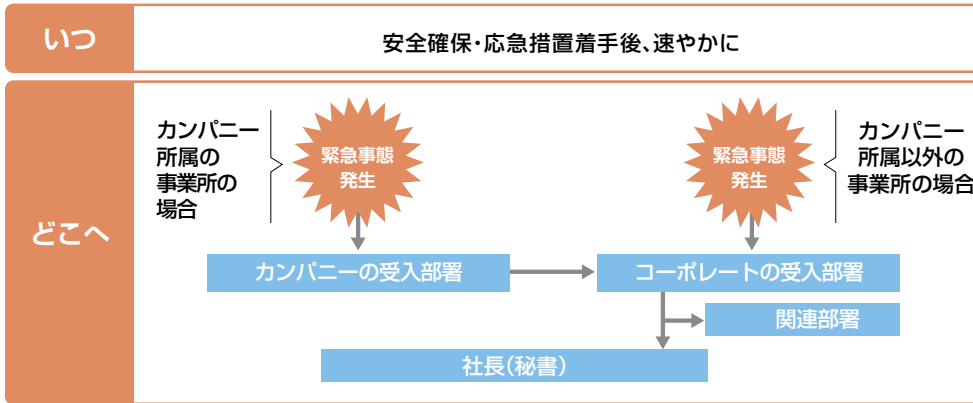 いつ
安全確保・応急措置着手後、速やかに
どこへ
カンパニー
所属の
事業所の
場合
緊急事態
発生
緊急事態
発生
カンパニー
所属以外の
事業所の場合
カンパニーの受入部署
コーポレートの受入部署
関連部署
社長(秘書)